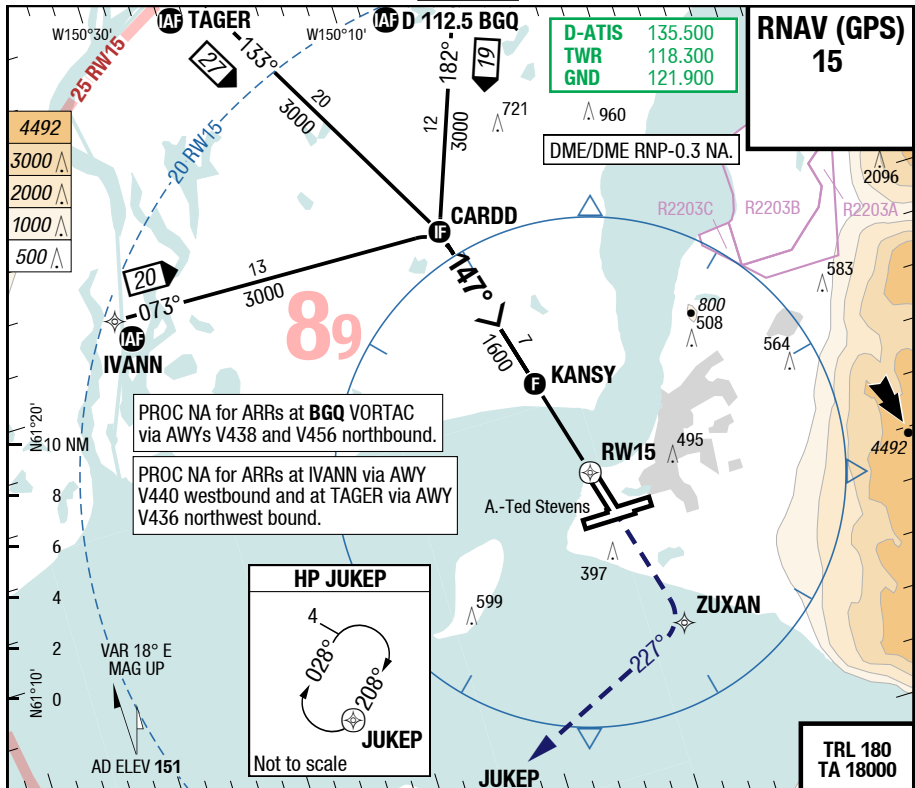 W150°30'
IAF TAGER
W150°10'
IAF D 112.5 BGQ
D-ATIS 135.500
TWR 118.300
GND 121.900
RNAV (GPS)
15
25 RW15
27
133°
20
3000
182°
19
12
3000
721
960
DME/DME RNP-0.3 NA.
4492
3000
2000
1000
500
20 RW15
2096
R2203C
R2203B
R2203A
CARDD
IF
20
073°
13
3000
147°
89
583
800
508
564
IAF
IVANN
7
1600
F KANSY
PROC NA for ARRs at BGQ VORTAC
via AWYs V438 and V456 northbound.
N61°20'
10 NM
8
6
4
2
0
N61°10'
4492
495
RW15
PROC NA for ARRs at IVANN via AWY
V440 westbound and at TAGER via AWY
V436 northwest bound.
A.-Ted Stevens
397
HP JUKEP
4
028°
208°
JUKEP
Not to scale
599
ZUXAN
227°
VAR 18° E
MAG UP
AD ELEV 151
JUKEP
TRL 180
TA 18000